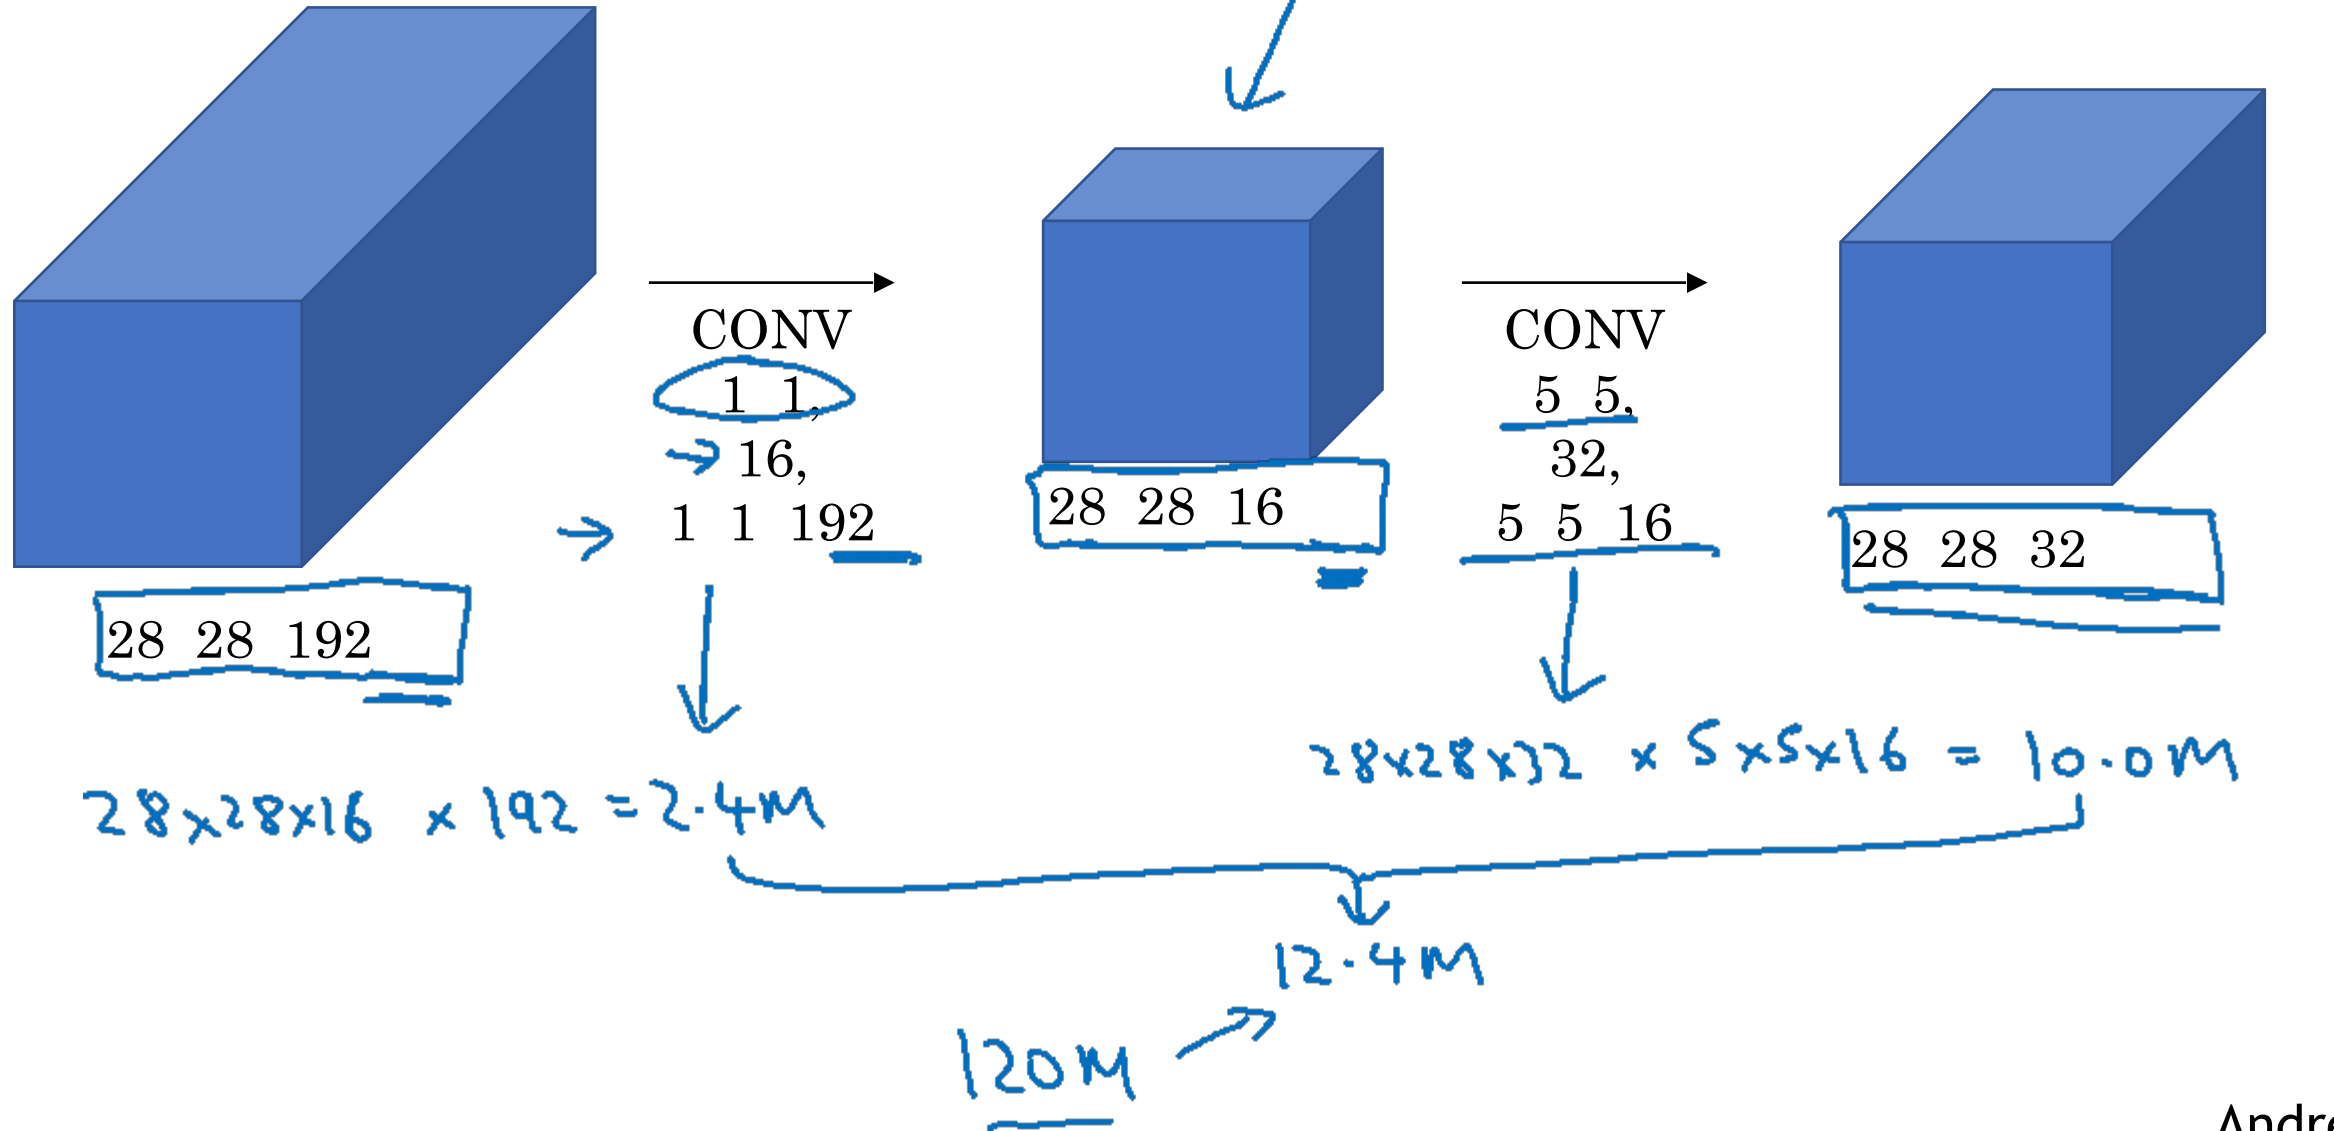 CONV
1 1,
16,
1 1 192
28 28 192
28 28 16
CONV
5 5,
32,
5 5 16
28 28 32
28x28x16 x 192 = 2.4M
28x28x32 x 5x5x16 = 10.0M
12.4M
120M
Andre